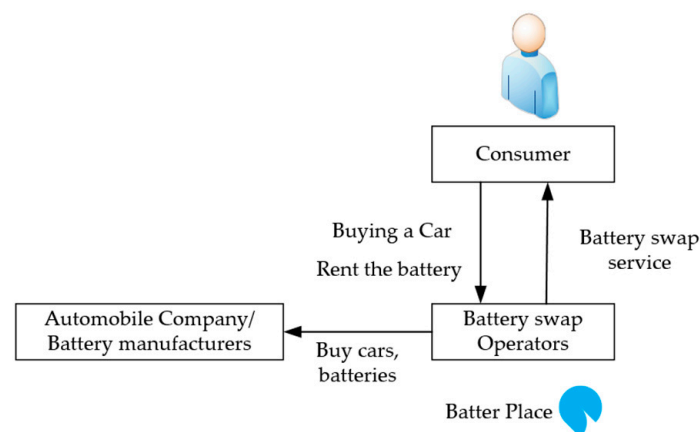 Consumer
Buying a Car
Rent the battery
Battery swap
service
Automobile Company/
Battery manufacturers
Buy cars,
batteries
Battery swap
Operators
Batter Place